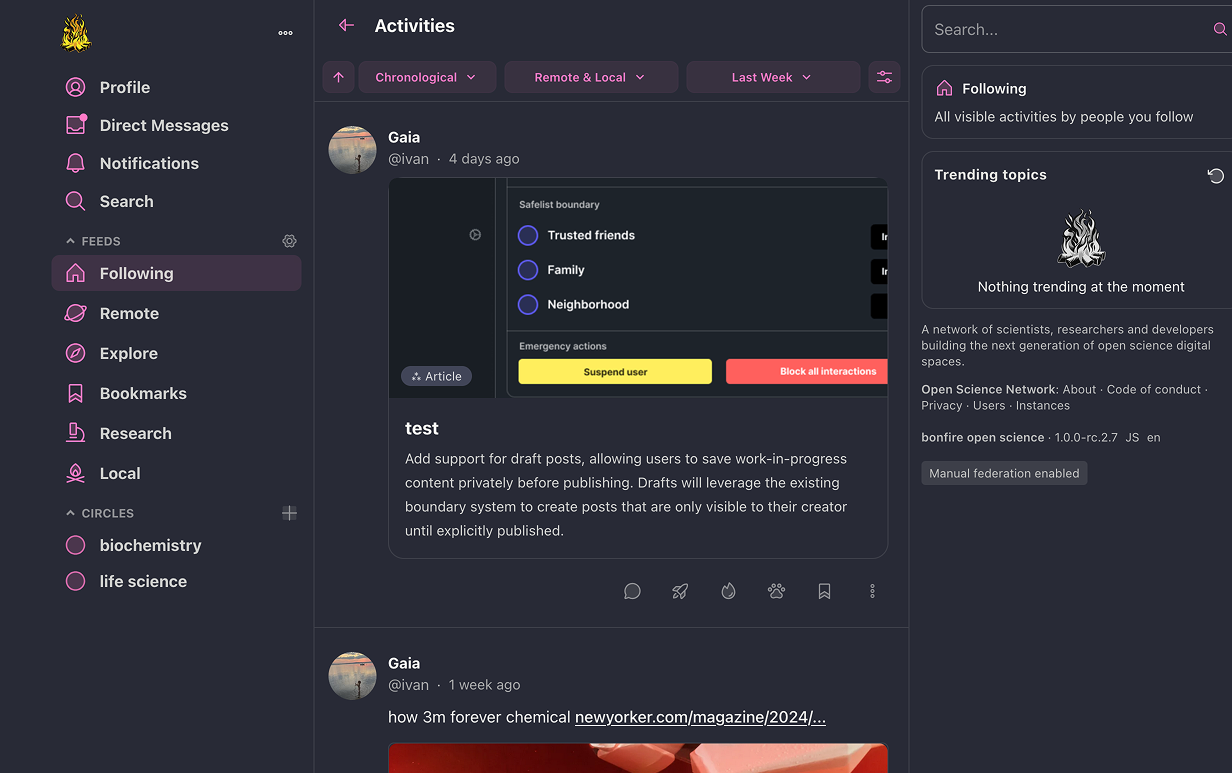 Profile
Direct Messages
Notifications
Search
FEEDS
Following
Remote
Explore
Bookmarks
Research
Local
CIRCLES
biochemistry
life science
Activities
Chronological
Remote & Local
Last Week
Gaia
@ivan · 4 days ago
Safelist boundary
Trusted friends
Family
Neighborhood
Emergency actions
Suspend user
Block all interactions
Article
test
Add support for draft posts, allowing users to save work-in-progress
content privately before publishing. Drafts will leverage the existing
boundary system to create posts that are only visible to their creator
until explicitly published.
Gaia
@ivan · 1 week ago
how 3m forever chemical newyorker.com/magazine/2024/...
Search...
Following
All visible activities by people you follow
Trending topics
Nothing trending at the moment
A network of scientists, researchers and developers
building the next generation of open science digital
spaces.
Open Science Network: About · Code of conduct ·
Privacy · Users · Instances
bonfire open science · 1.0.0-rc.2.7 JS en
Manual federation enabled